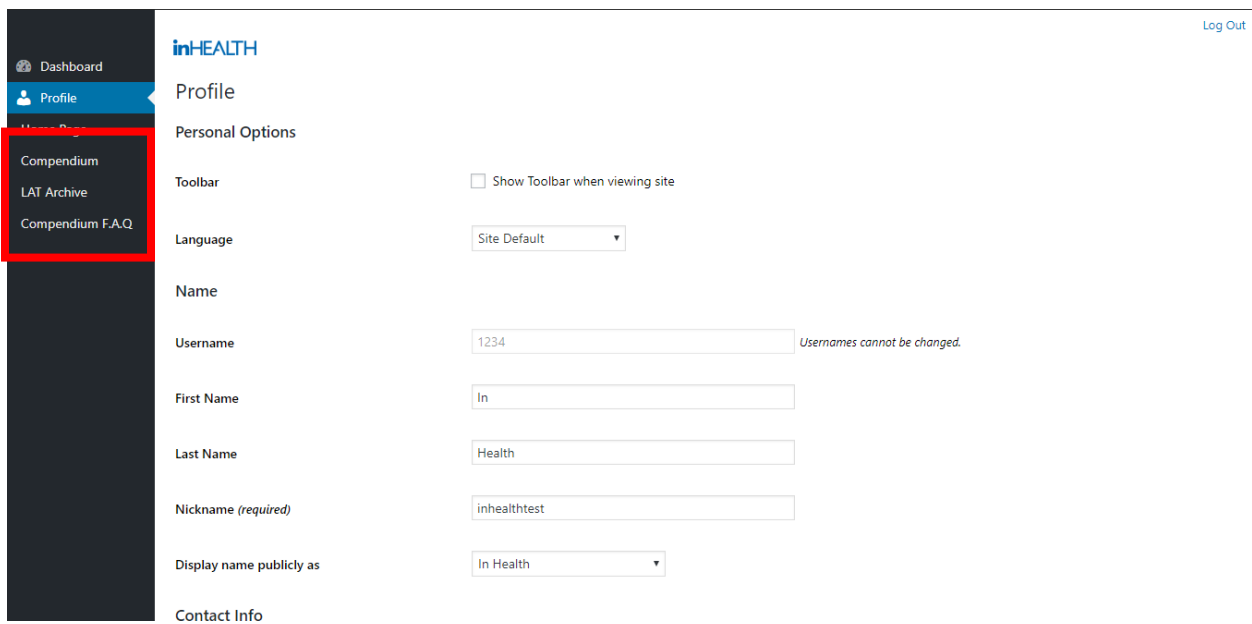 Log Out
inHEALTH
Dashboard
Profile
Home Page
Compendium
LAT Archive
Compendium F.A.Q
Profile
Personal Options
Toolbar
Show Toolbar when viewing site
Language
Site Default
Name
Username
1234
Usernames cannot be changed.
First Name
In
Last Name
Health
Nickname (required)
inhealthtest
Display name publicly as
In Health
Contact Info